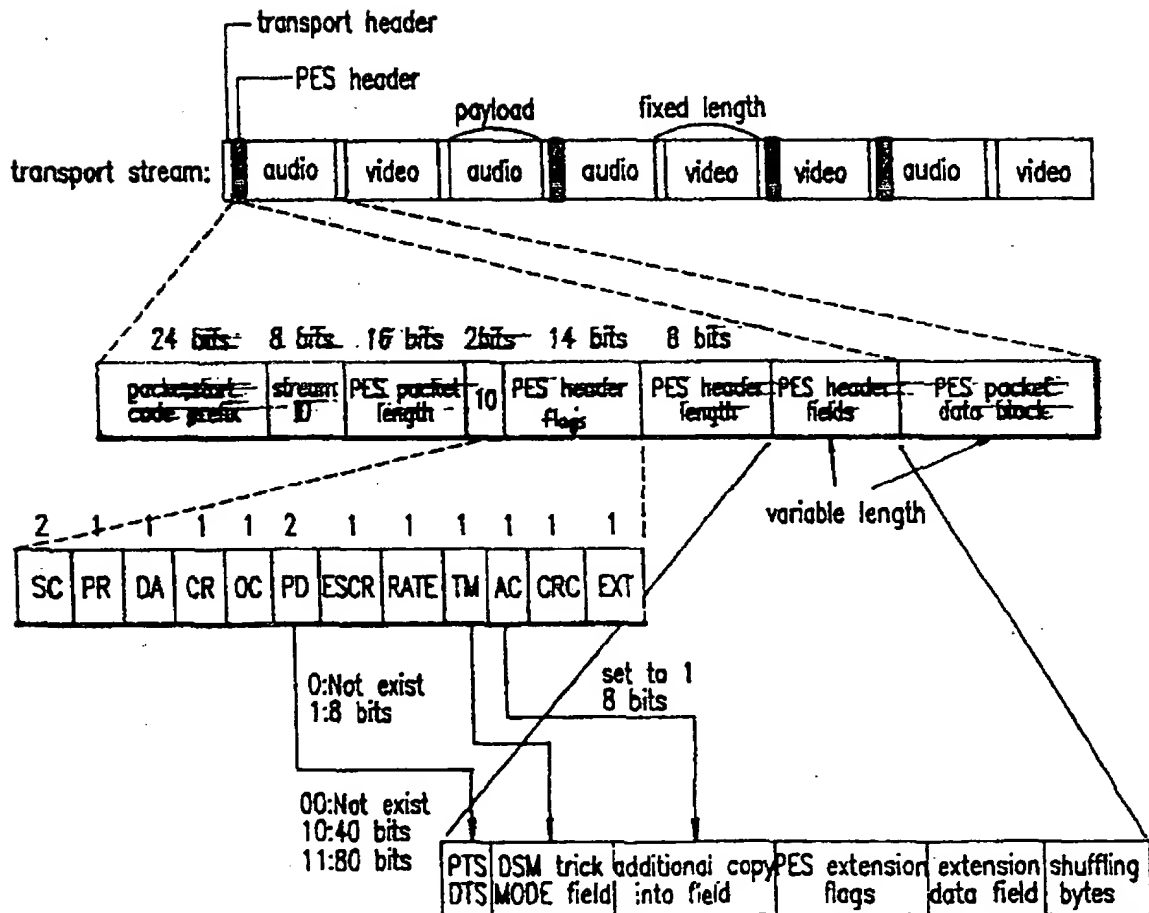 transport header
PES header
payload
fixed length
transport stream:
audio
video
audio
audio
video
video
audio
video
24 bits
8 bits
16 bits
2bits
14 bits
8 bits
packet start
code prefix
stream
ID
PES packet
length
10
PES header
flags
PES header
length
PES header
fields
PES packet
data block
variable length
2 1 1 1 1 2 1 1 1 1 1 1
SC PR DA CR OC PD ESCR RATE TM AC CRC EXT
0:Not exist
1:8 bits
set to 1
8 bits
00:Not exist
10:40 bits
11:80 bits
PTS
DTS
DSM trick
MODE field
additional copy
into field
PES extension
flags
extension
data field
shuffling
bytes